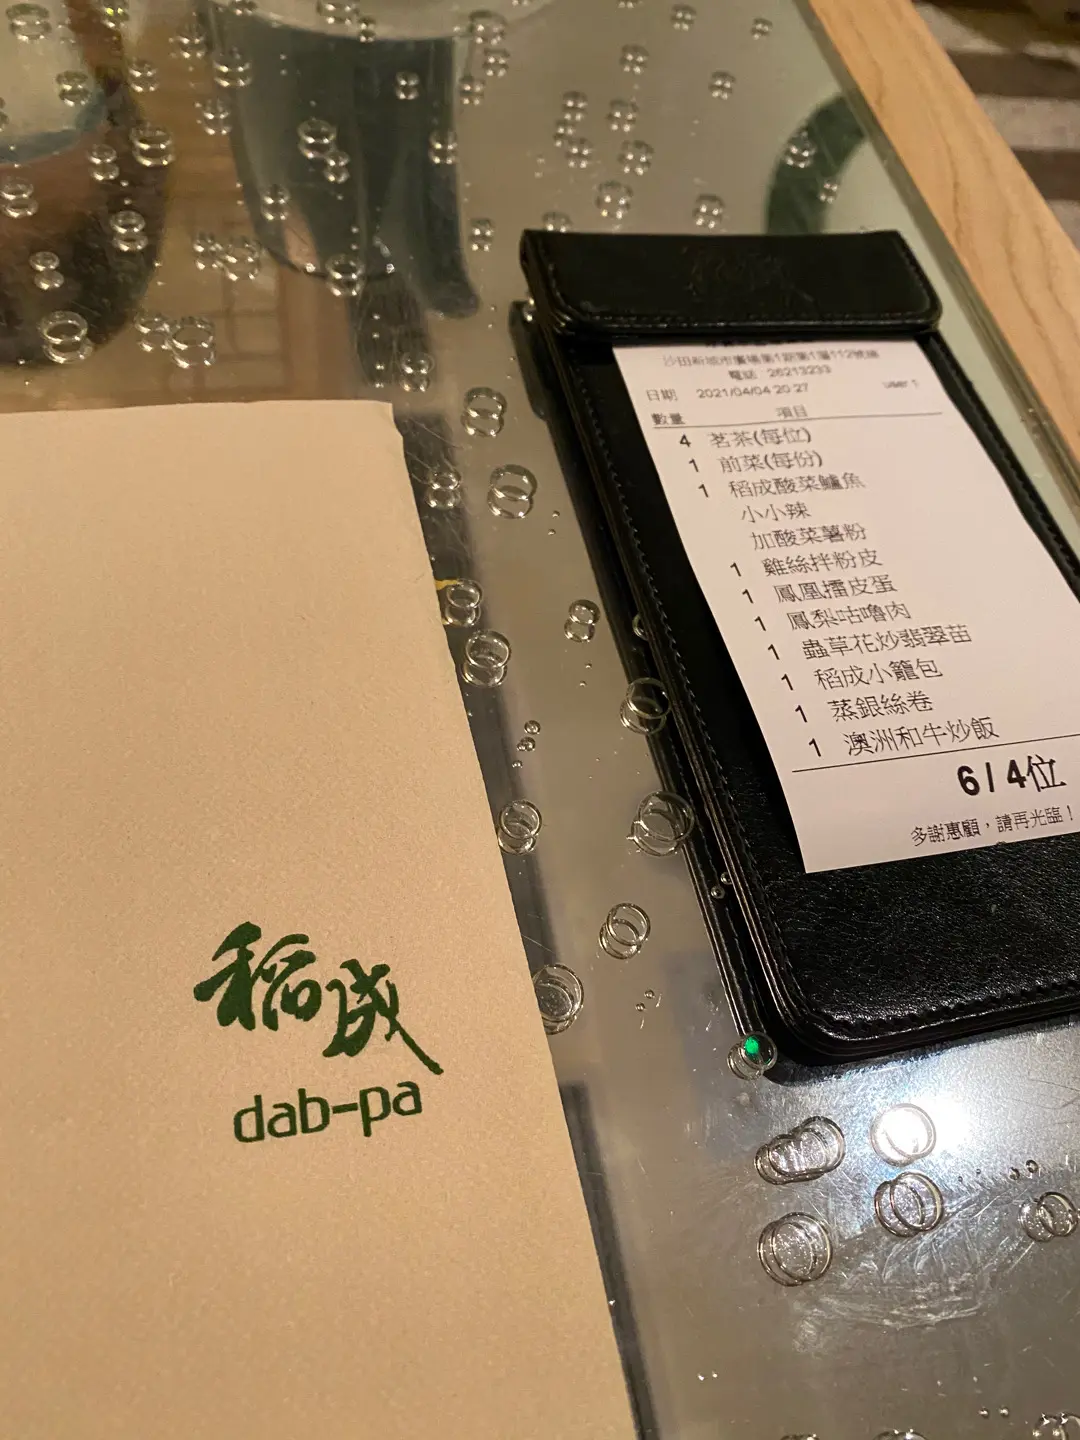 沙田新城市廣場第1期第1層112號舖
電話 : 26213233
日期 2021/04/04 20:27 user 1
數量 項目
4 茗茶(每位)
1 前菜(每份)
1 稻成酸菜鱸魚
小小辣
加酸菜薯粉
1 雞絲拌粉皮
1 鳳凰擂皮蛋
1 鳳梨咕嚕肉
1 蟲草花炒翡翠苗
1 稻成小籠包
1 蒸銀絲卷
1 澳洲和牛炒飯
6 / 4位
多謝惠顧，請再光臨！
稻成
dab-pa